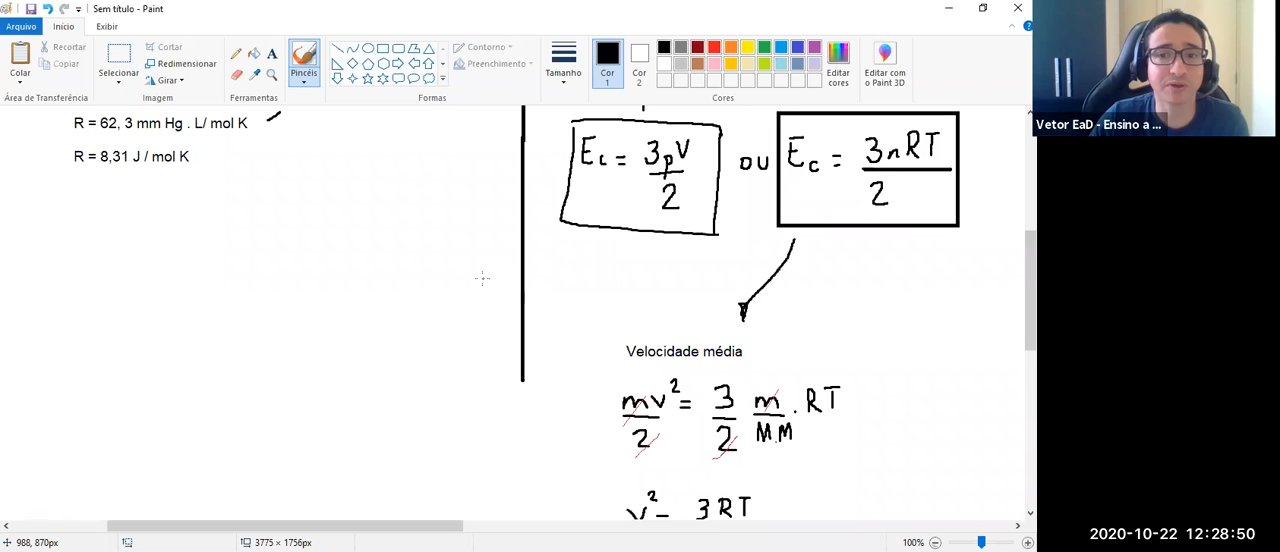 Sem título - Paint
Arquivo Início Exibir
Colar
Recortar
Copiar
Área de Transferência
Selecionar
Cortar
Redimensionar
Girar
Imagem
Ferramentas
Pincéis
Contorno
Preenchimento
Formas
Tamanho
Cor 1
Cor 2
Editar cores
Cores
Editar com o Paint 3D
Vetor EaD - Ensino a ...
R = 62, 3 mm Hg . L/ mol K
R = 8,31 J / mol K
Ec = 3pV/2 OU Ec = 3nRT/2
Velocidade média
mv²/2 = 3/2 m/M.M . RT
v² = 3RT
988, 870px
3775 × 1756px
100%
2020-10-22 12:28:50